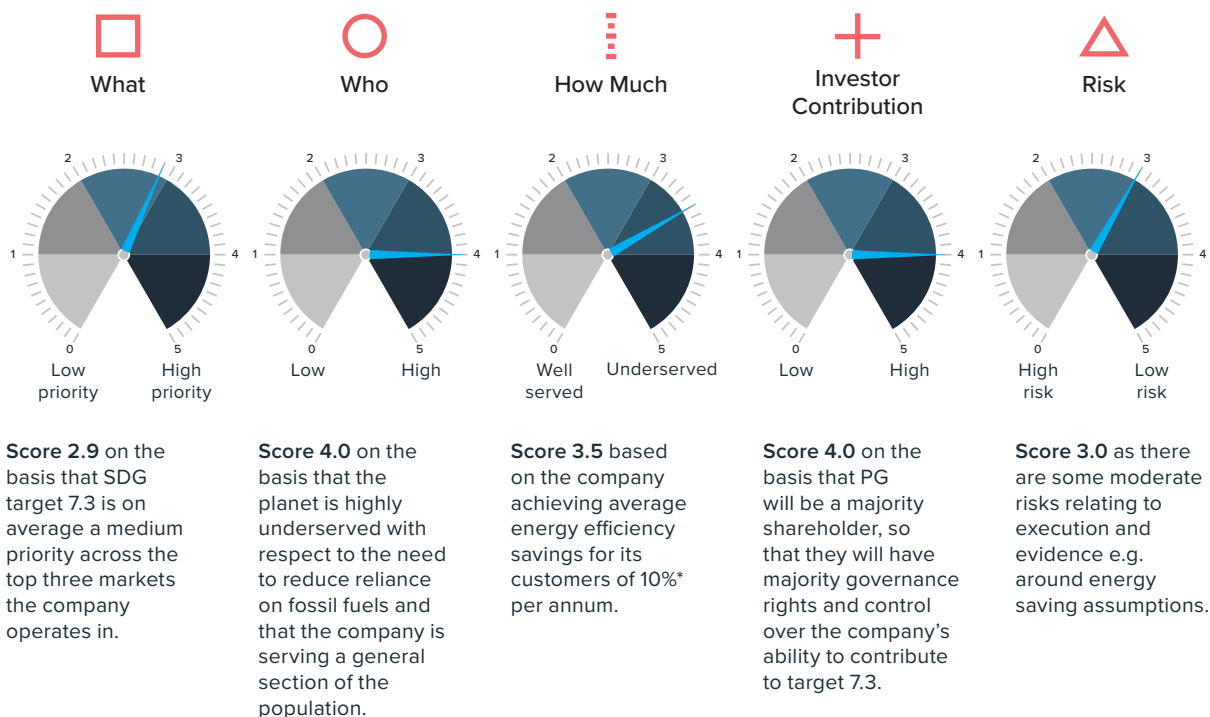 What
2
3
1
4
0
5
Low
priority
High
priority
Score 2.9 on the
basis that SDG
target 7.3 is on
average a medium
priority across the
top three markets
the company
operates in.
Who
2
3
1
4
0
5
Low
High
Score 4.0 on the
basis that the
planet is highly
underserved with
respect to the need
to reduce reliance
on fossil fuels and
that the company is
serving a general
section of the
population.
How Much
2
3
1
4
0
5
Well
served
Underserved
Score 3.5 based
on the company
achieving average
energy efficiency
savings for its
customers of 10%*
per annum.
Investor
Contribution
2
3
1
4
0
5
Low
High
Score 4.0 on the
basis that PG
will be a majority
shareholder, so
that they will have
majority governance
rights and control
over the company’s
ability to contribute
to target 7.3.
Risk
2
3
1
4
0
5
High
risk
Low
risk
Score 3.0 as there
are some moderate
risks relating to
execution and
evidence e.g.
around energy
saving assumptions.